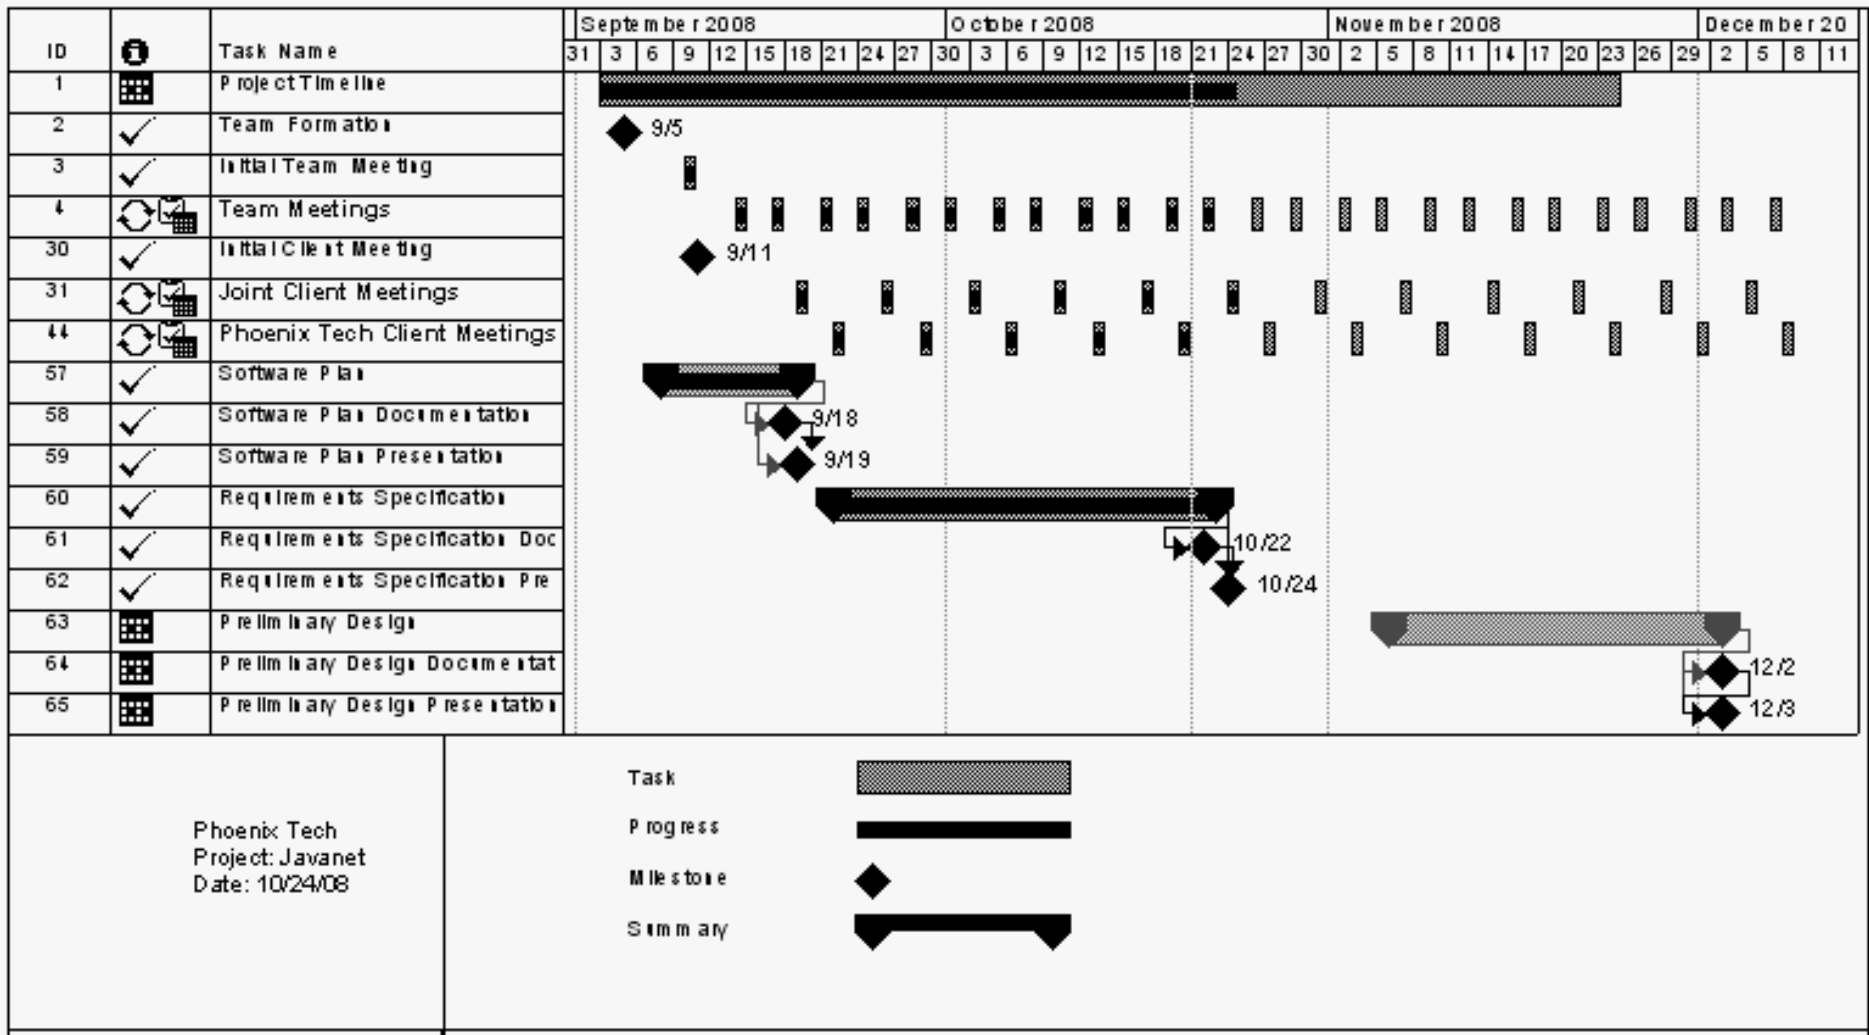 September 2008 October 2008 November 2008 December 20
ID Task Name 31 3 6 9 12 15 18 21 24 27 30 3 6 9 12 15 18 21 24 27 30 2 5 8 11 14 17 20 23 26 29 2 5 8 11
1 Project Timeline
2 Team Formation 9/5
3 Initial Team Meeting
4 Team Meetings
30 Initial Client Meeting 9/11
31 Joint Client Meetings
44 Phoenix Tech Client Meetings
57 Software Plan
58 Software Plan Documentation 9/18
59 Software Plan Presentation 9/19
60 Requirements Specification
61 Requirements Specification Doc 10/22
62 Requirements Specification Pre 10/24
63 Preliminary Design
64 Preliminary Design Documentat 12/2
65 Preliminary Design Presentation 12/3
Task
Progress
Milestone
Summary
Phoenix Tech
Project: Javanet
Date: 10/24/08